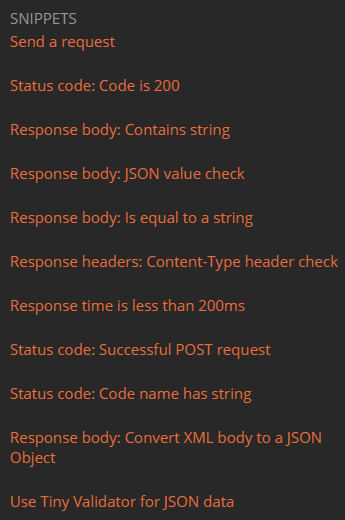 SNIPPETS
Send a request
Status code: Code is 200
Response body: Contains string
Response body: JSON value check
Response body: Is equal to a string
Response headers: Content-Type header check
Response time is less than 200ms
Status code: Successful POST request
Status code: Code name has string
Response body: Convert XML body to a JSON
Object
Use Tiny Validator for JSON data